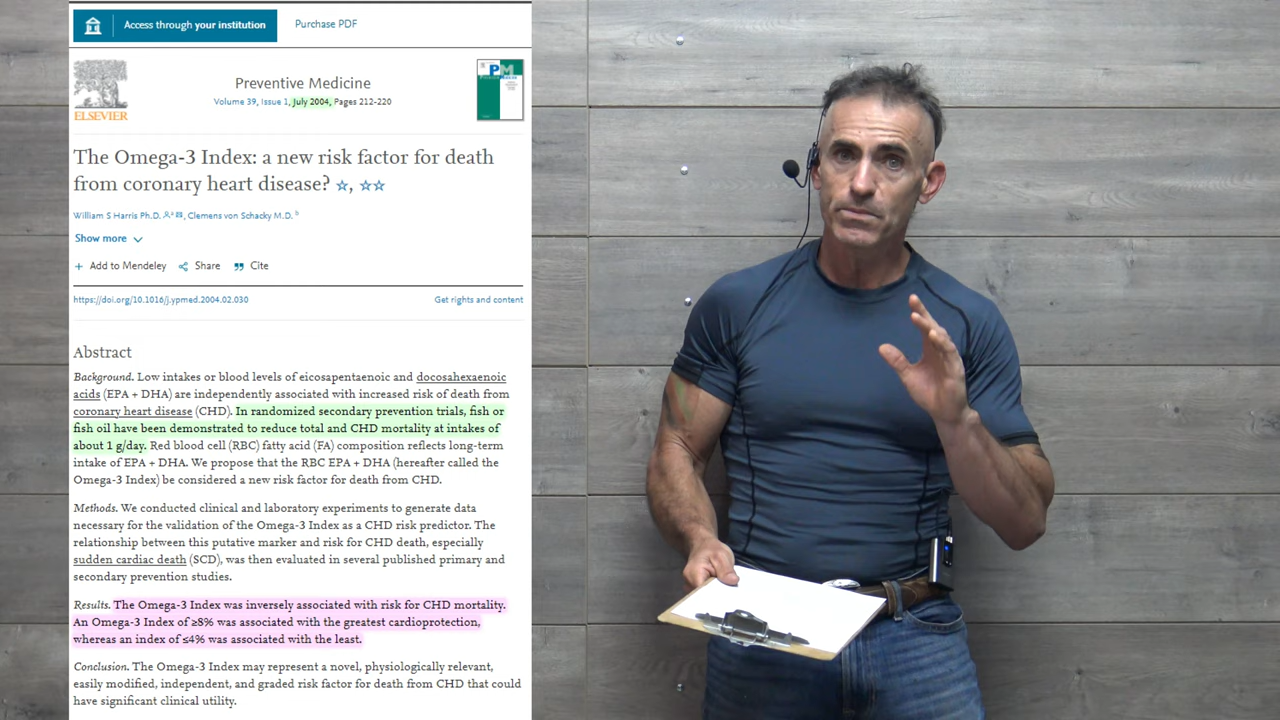 Access through your institution
Purchase PDF
ELSEVIER
Preventive Medicine
Volume 39, Issue 1, July 2004, Pages 212-220
PM
The Omega-3 Index: a new risk factor for death
from coronary heart disease? ☆, ☆☆
William S Harris Ph.D. a, Clemens von Schacky M.D. b
Show more
+ Add to Mendeley Share Cite
https://doi.org/10.1016/j.ypmed.2004.02.030
Get rights and content
Abstract
Background. Low intakes or blood levels of eicosapentaenoic and docosahexaenoic
acids (EPA + DHA) are independently associated with increased risk of death from
coronary heart disease (CHD). In randomized secondary prevention trials, fish or
fish oil have been demonstrated to reduce total and CHD mortality at intakes of
about 1 g/day. Red blood cell (RBC) fatty acid (FA) composition reflects long-term
intake of EPA + DHA. We propose that the RBC EPA + DHA (hereafter called the
Omega-3 Index) be considered a new risk factor for death from CHD.
Methods. We conducted clinical and laboratory experiments to generate data
necessary for the validation of the Omega-3 Index as a CHD risk predictor. The
relationship between this putative marker and risk for CHD death, especially
sudden cardiac death (SCD), was then evaluated in several published primary and
secondary prevention studies.
Results. The Omega-3 Index was inversely associated with risk for CHD mortality.
An Omega-3 Index of ≥8% was associated with the greatest cardioprotection,
whereas an index of ≤4% was associated with the least.
Conclusion. The Omega-3 Index may represent a novel, physiologically relevant,
easily modified, independent, and graded risk factor for death from CHD that could
have significant clinical utility.